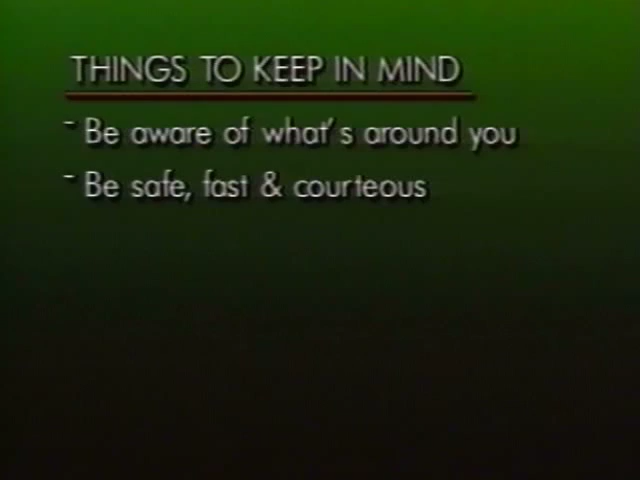 THINGS TO KEEP IN MIND
- Be aware of what's around you
- Be safe, fast & courteous